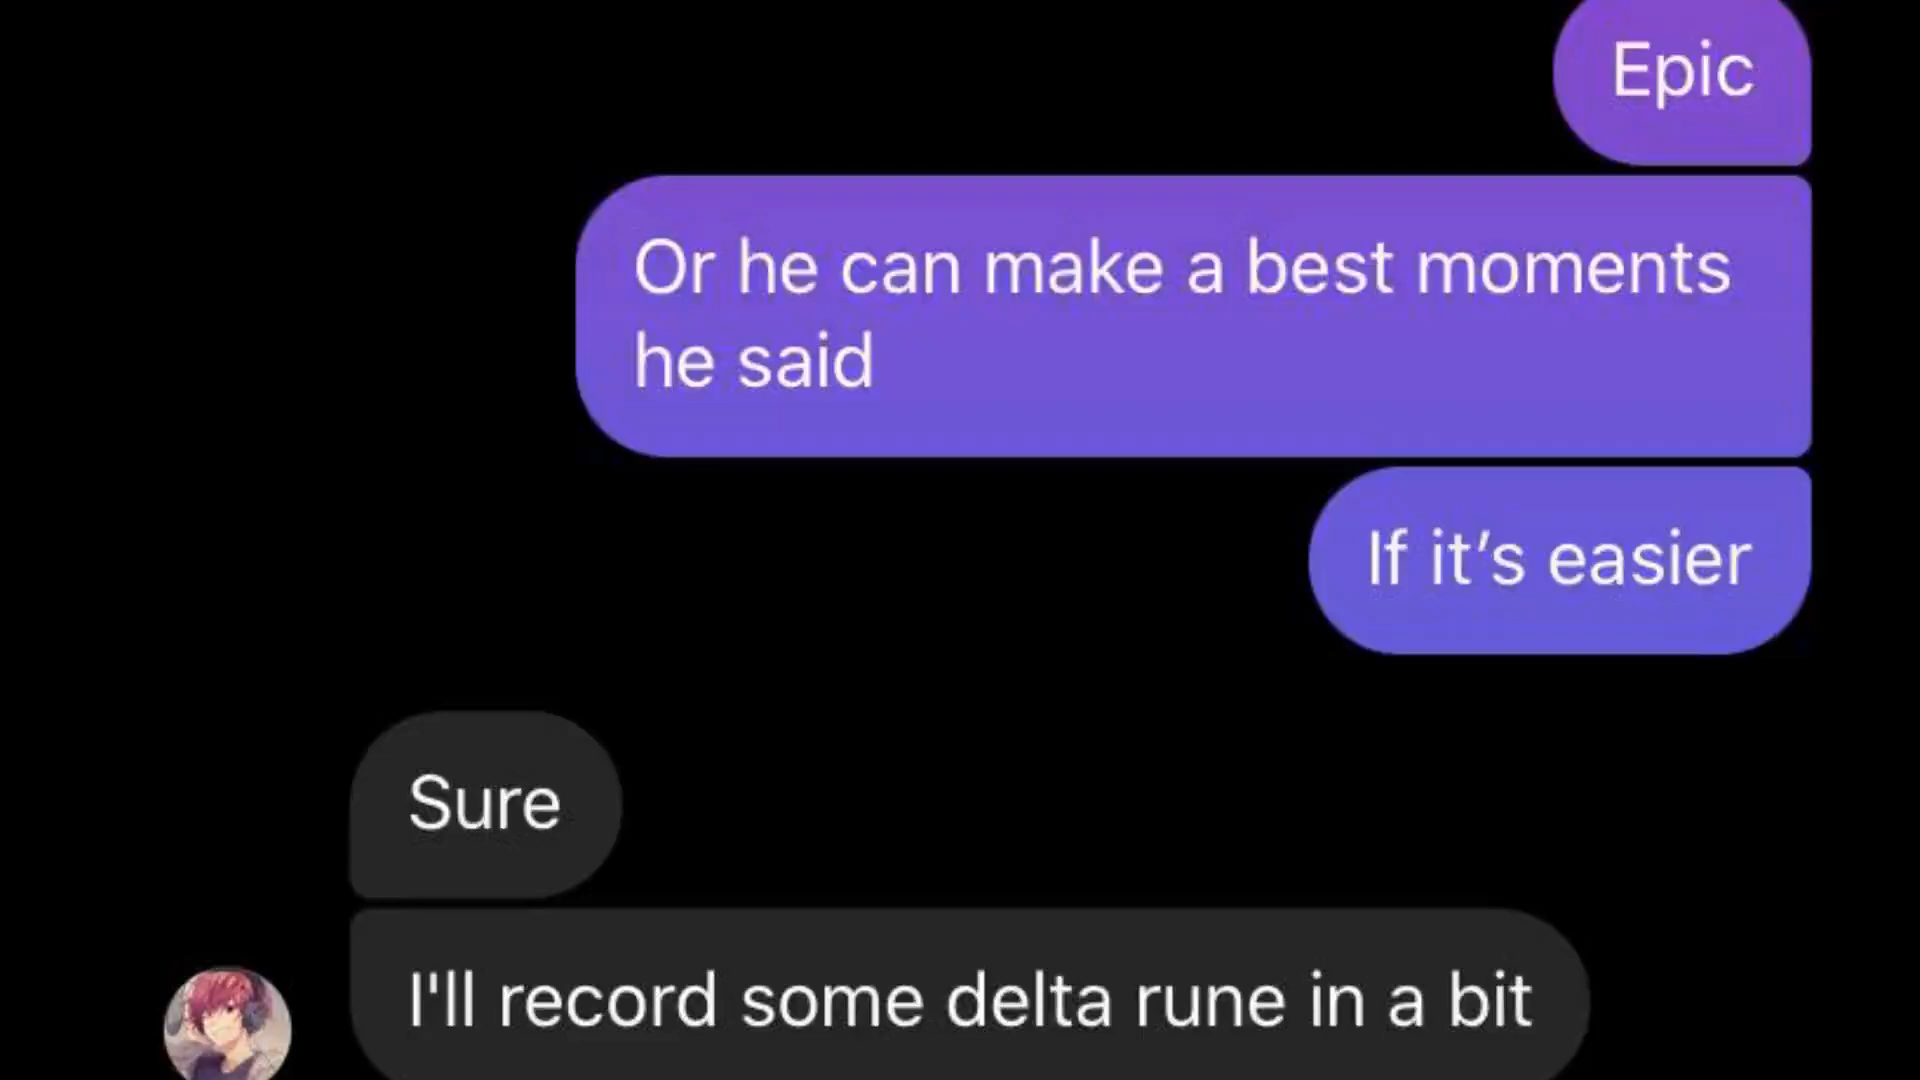 Epic
Or he can make a best moments
he said
If it’s easier
Sure
I'll record some delta rune in a bit